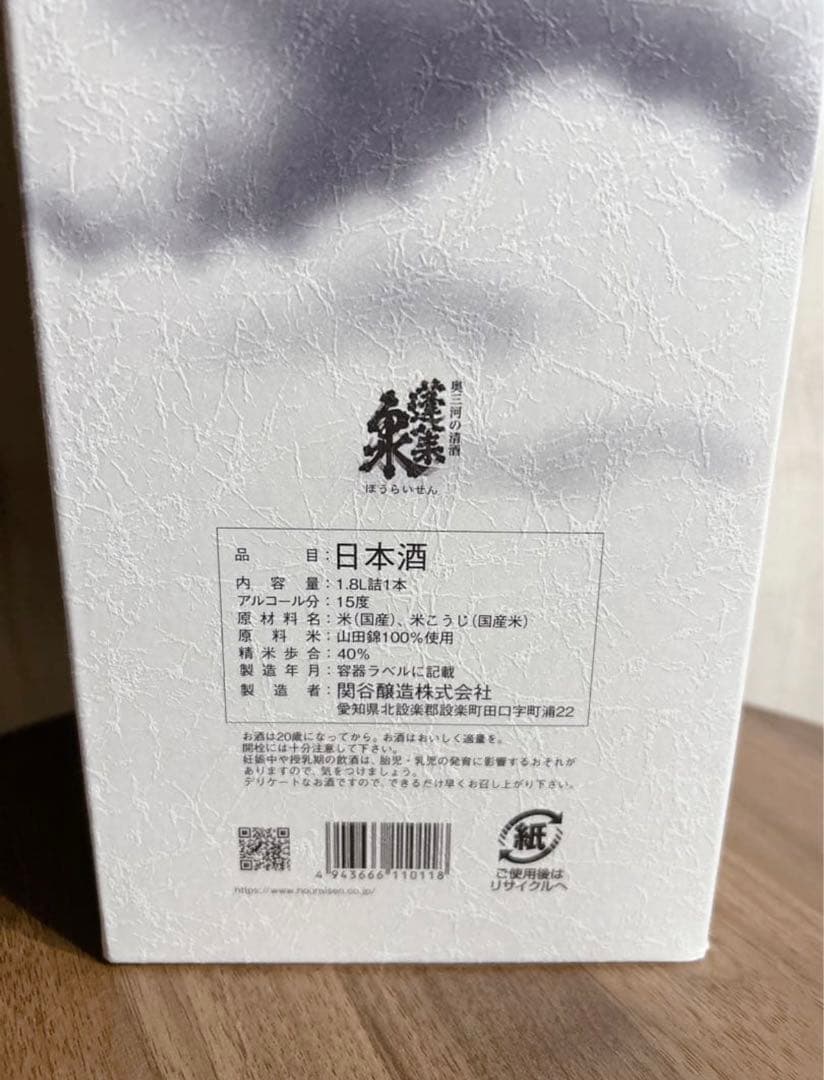 奥三河の清酒
蓬莱泉
ほうらいせん
品目：日本酒
内容量：1.8L詰1本
アルコール分：15度
原材料名：米（国産）、米こうじ（国産米）
原料米：山田錦100％使用
精米歩合：40％
製造年月：容器ラベルに記載
製造者：関谷醸造株式会社
愛知県北設楽郡設楽町田口字町浦22
お酒は20歳になってから。お酒はおいしく適量を。
開栓には十分注意して下さい。
妊娠中や授乳期の飲酒は、胎児・乳児の発育に影響するおそれが
ありますので、気をつけましょう。
デリケートなお酒ですので、できるだけ早くお召し上がり下さい。
4 943666 110118
https://www.houraisen.co.jp/
紙
ご使用後は
リサイクルへ